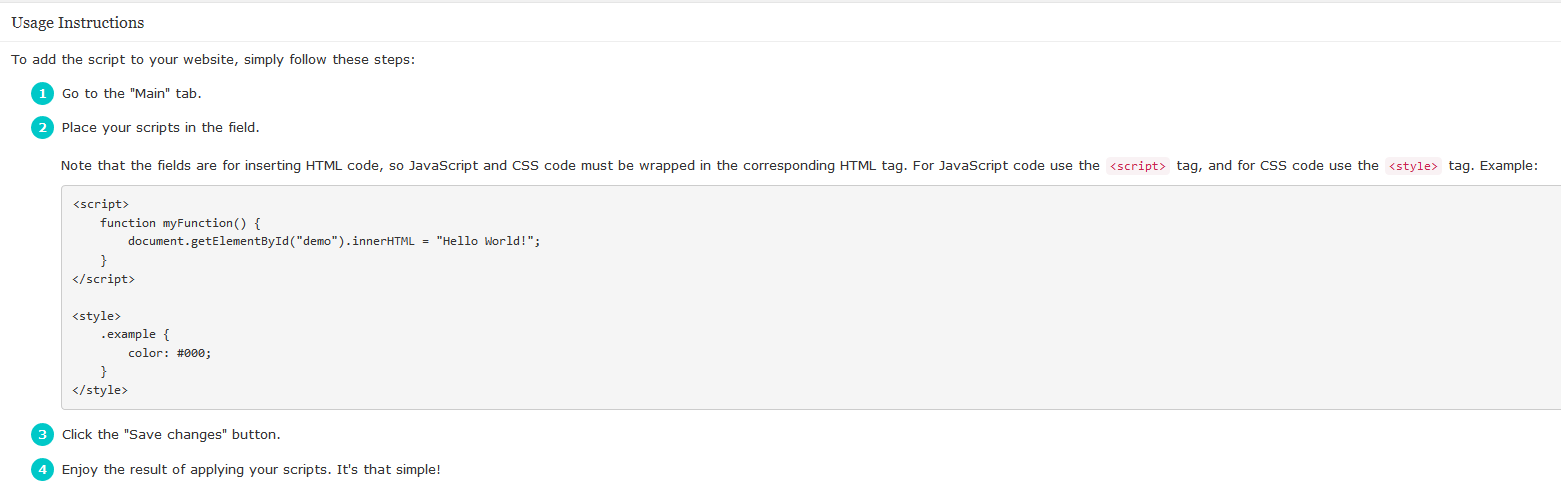 Usage Instructions
To add the script to your website, simply follow these steps:
1 Go to the "Main" tab.
2 Place your scripts in the field.
Note that the fields are for inserting HTML code, so JavaScript and CSS code must be wrapped in the corresponding HTML tag. For JavaScript code use the <script> tag, and for CSS code use the <style> tag. Example:
<script>
    function myFunction() {
        document.getElementById("demo").innerHTML = "Hello World!";
    }
</script>

<style>
    .example {
        color: #000;
    }
</style>
3 Click the "Save changes" button.
4 Enjoy the result of applying your scripts. It's that simple!